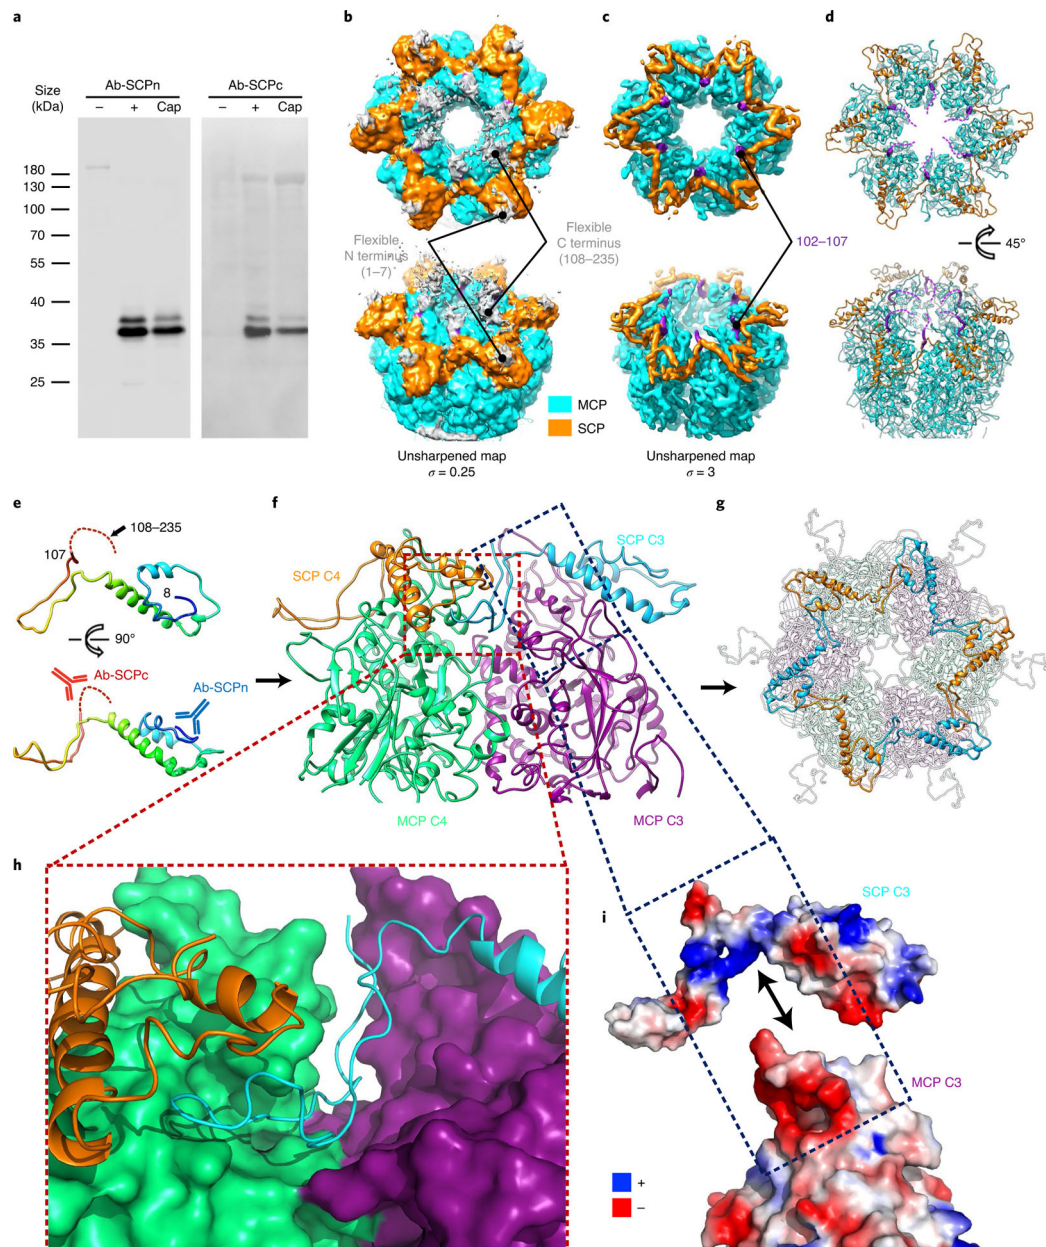 a
Size
(kDa)
Ab-SCPn
Ab-SCPc
– + Cap
– + Cap
180
130
100
70
55
40
35
25
b
Flexible
N terminus
(1–7)
Flexible
C terminus
(108–235)
MCP
SCP
Unsharpened map
σ = 0.25
c
102–107
Unsharpened map
σ = 3
d
45°
e
108–235
107
8
90°
Ab-SCPc
Ab-SCPn
f
SCP C4
SCP C3
MCP C4
MCP C3
g
h
i
SCP C3
MCP C3
+
–